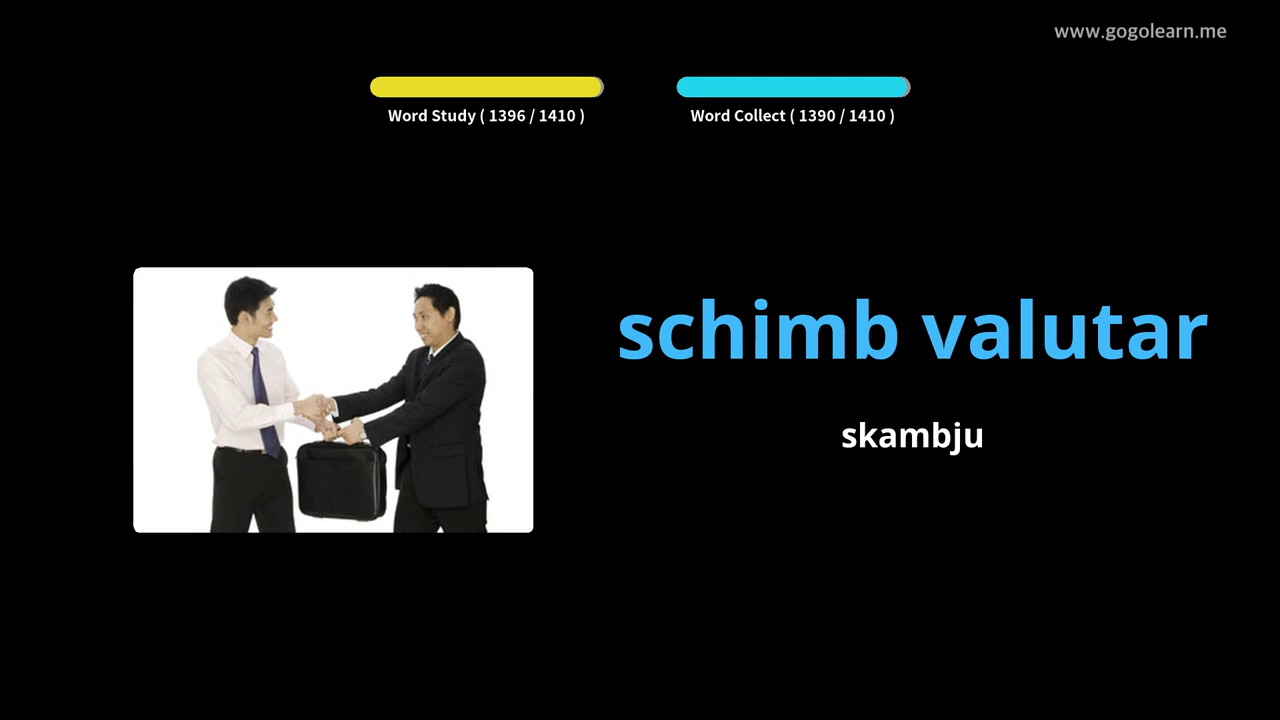 www.gogolearn.me
Word Study ( 1396 / 1410 )
Word Collect ( 1390 / 1410 )
schimb valutar
skambju